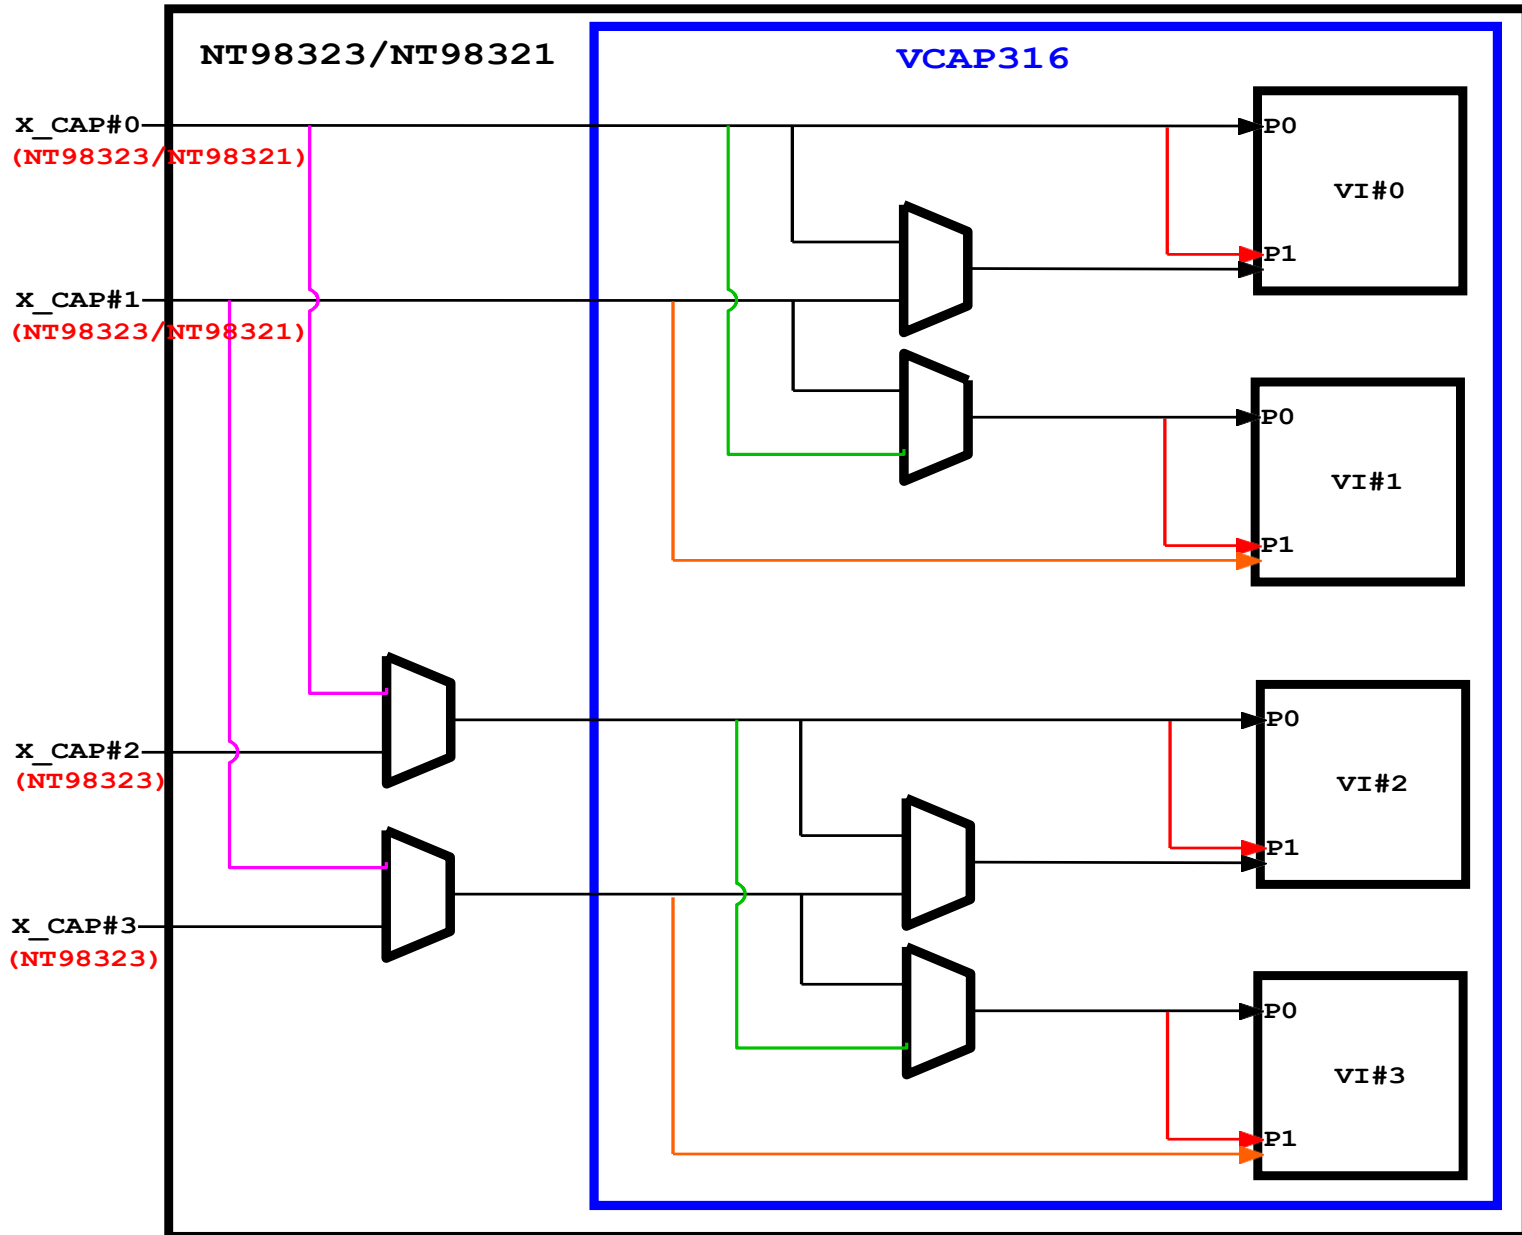 NT98323/NT98321
VCAP316
X_CAP#0
(NT98323/NT98321)
P0
VI#0
P1
X_CAP#1
(NT98323/NT98321)
P0
VI#1
P1
X_CAP#2
(NT98323)
P0
VI#2
P1
X_CAP#3
(NT98323)
P0
VI#3
P1